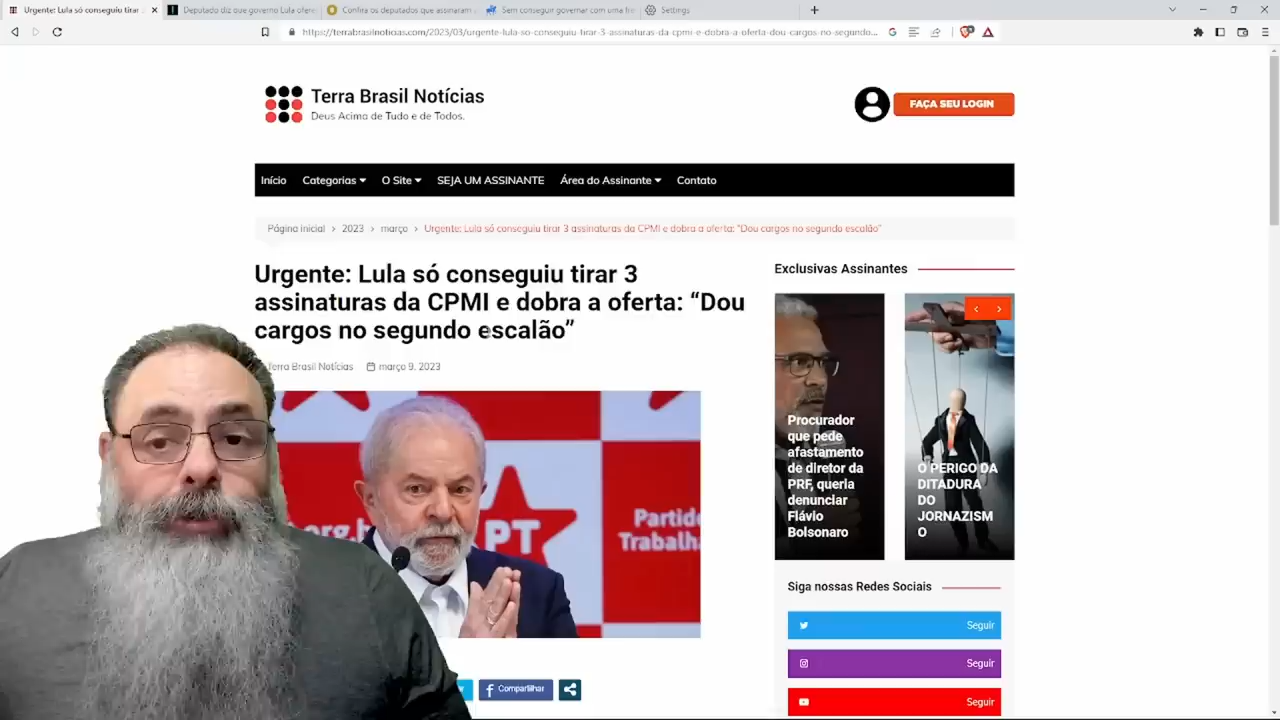 Urgente: Lula só conseguiu tirar
Deputado diz que governo Lula ofere
Confira os deputados que assinaram
Sem conseguir governar com uma fre
Settings
https://terrabrasilnoticias.com/2023/03/urgente-lula-so-conseguiu-tirar-3-assinaturas-da-cpmi-e-dobra-a-oferta-dou-cargos-no-segundo...
Terra Brasil Notícias
Deus Acima de Tudo e de Todos.
FAÇA SEU LOGIN
Início Categorias O Site SEJA UM ASSINANTE Área do Assinante Contato
Página inicial > 2023 > março > Urgente: Lula só conseguiu tirar 3 assinaturas da CPMI e dobra a oferta: "Dou cargos no segundo escalão"
Urgente: Lula só conseguiu tirar 3
assinaturas da CPMI e dobra a oferta: “Dou
cargos no segundo escalão”
Terra Brasil Notícias março 9, 2023
.org.b
PT
Partido
Trabalha
Compartilhar
Exclusivas Assinantes
Procurador
que pede
afastamento
de diretor da
PRF, queria
denunciar
Flávio
Bolsonaro
O PERIGO DA
DITADURA
DO
JORNAZISM
O
Siga nossas Redes Sociais
Seguir
Seguir
Seguir